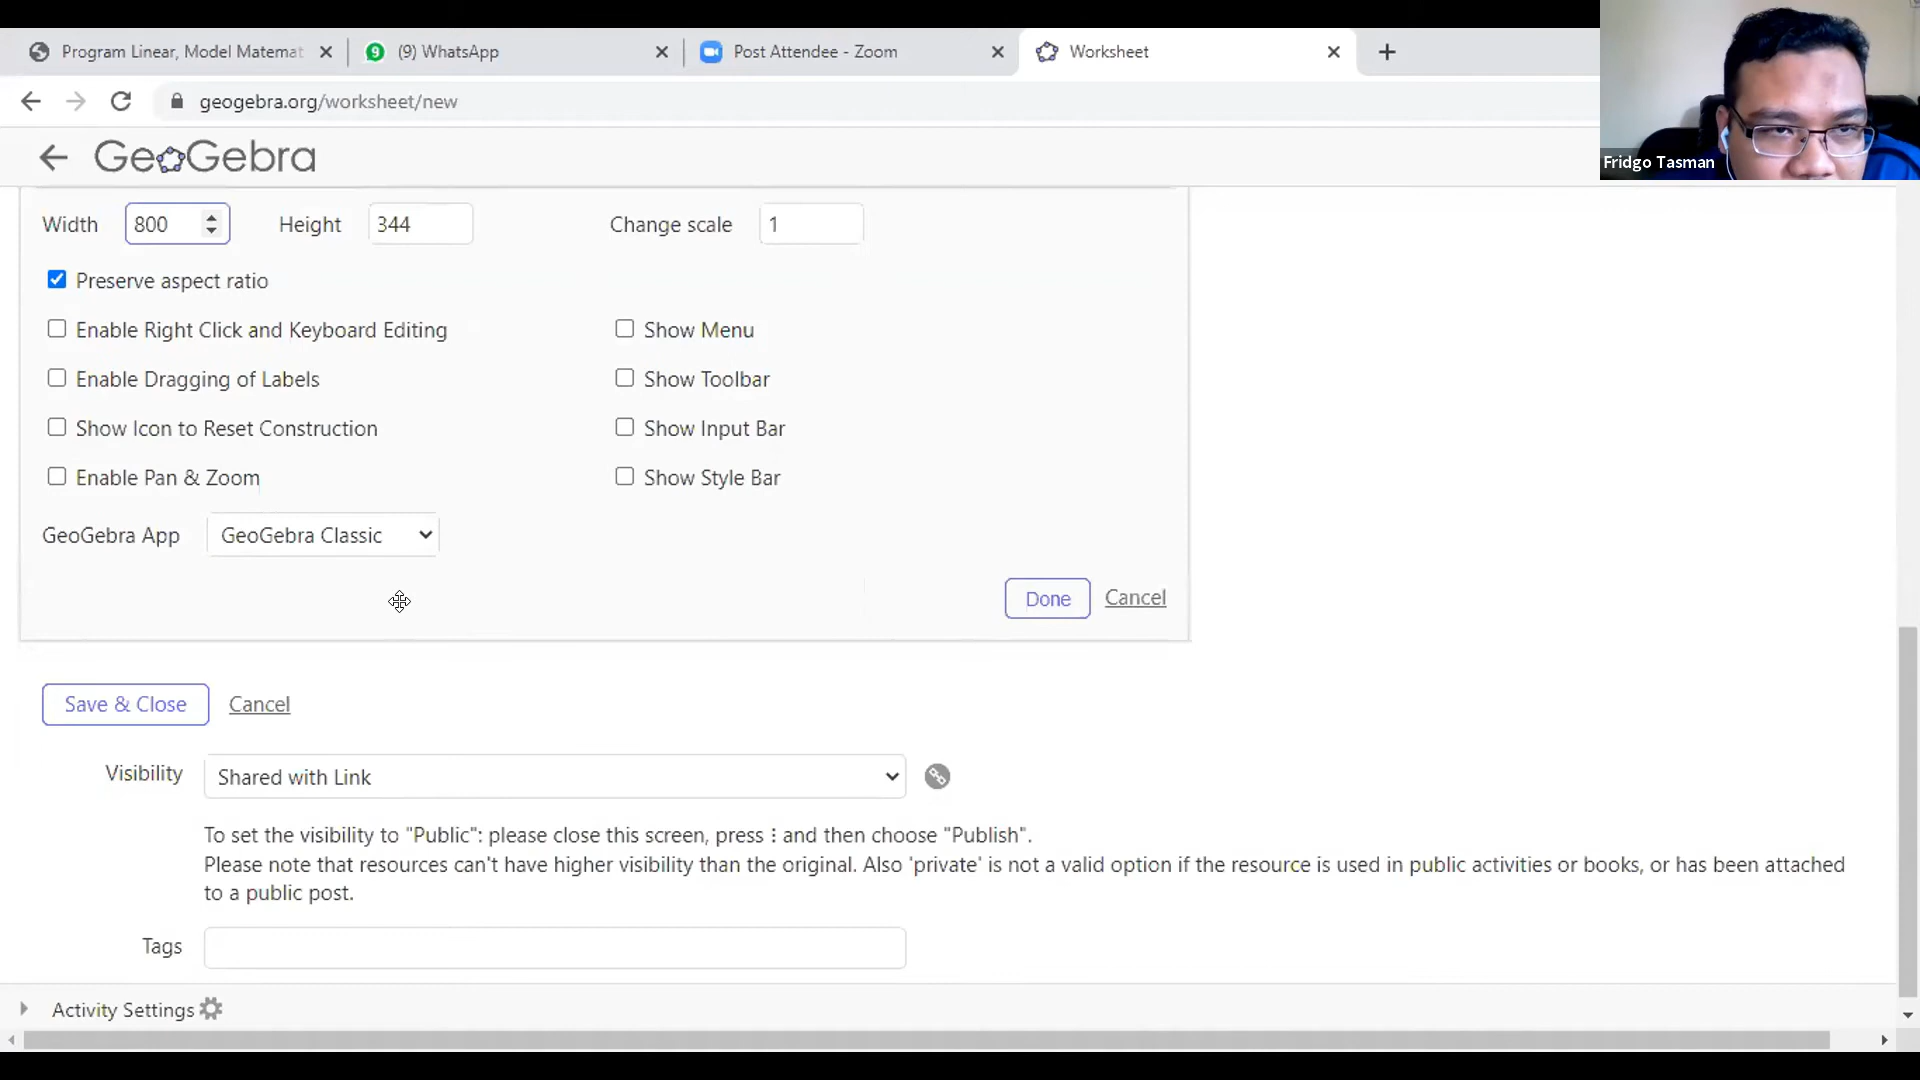 Program Linear, Model Matemat
9
(9) WhatsApp
Post Attendee - Zoom
Worksheet
geogebra.org/worksheet/new
Fridgo Tasman
GeoGebra
Width 800 Height 344 Change scale 1
Preserve aspect ratio
Enable Right Click and Keyboard Editing Show Menu
Enable Dragging of Labels Show Toolbar
Show Icon to Reset Construction Show Input Bar
Enable Pan & Zoom Show Style Bar
GeoGebra App GeoGebra Classic
Done Cancel
Save & Close Cancel
Visibility Shared with Link
To set the visibility to "Public": please close this screen, press ⋮ and then choose "Publish".
Please note that resources can't have higher visibility than the original. Also 'private' is not a valid option if the resource is used in public activities or books, or has been attached
to a public post.
Tags
Activity Settings